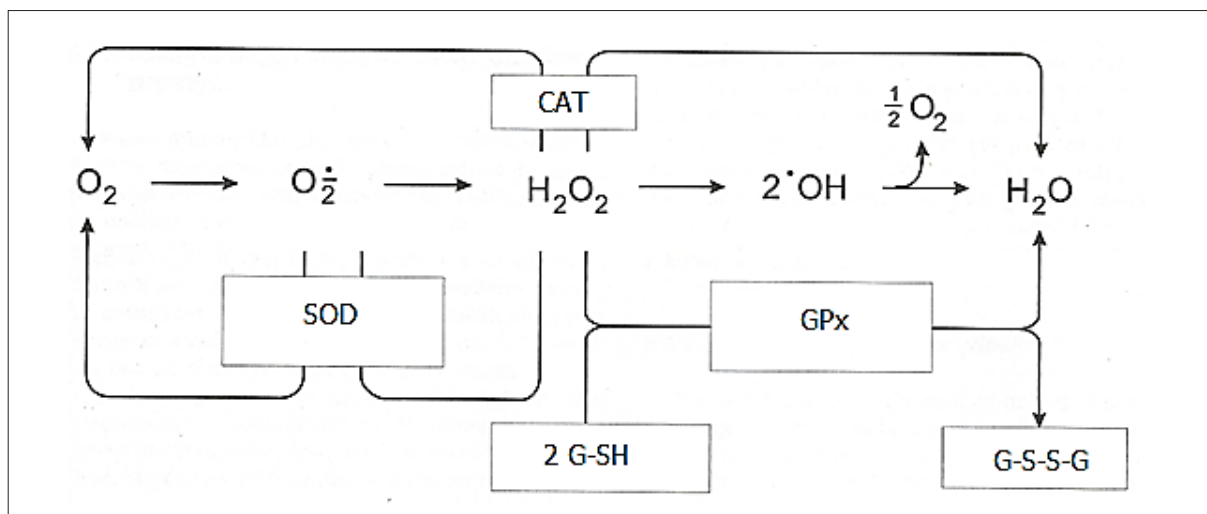 CAT
½ O₂
O₂ O₂·̄ H₂O₂ 2·OH H₂O
SOD GPx
2 G-SH G-S-S-G